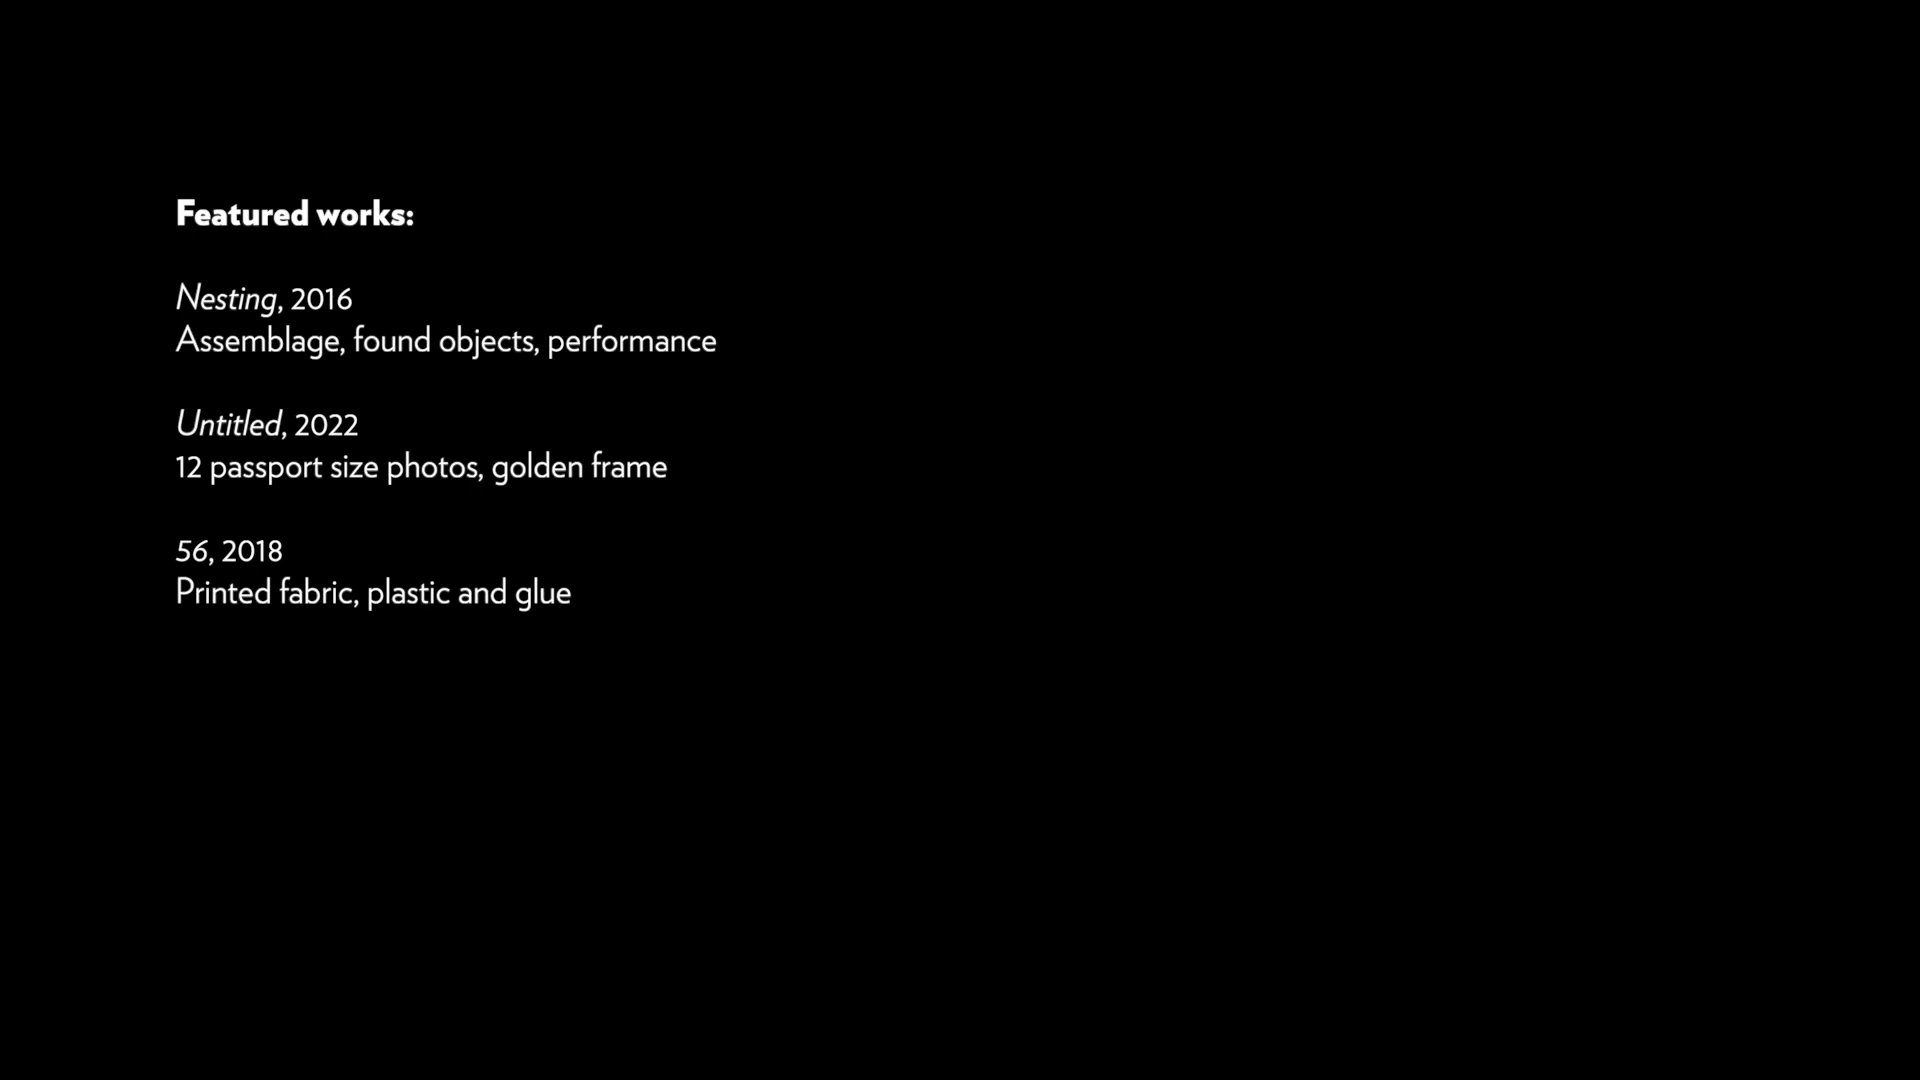 Featured works:
Nesting, 2016
Assemblage, found objects, performance
Untitled, 2022
12 passport size photos, golden frame
56, 2018
Printed fabric, plastic and glue